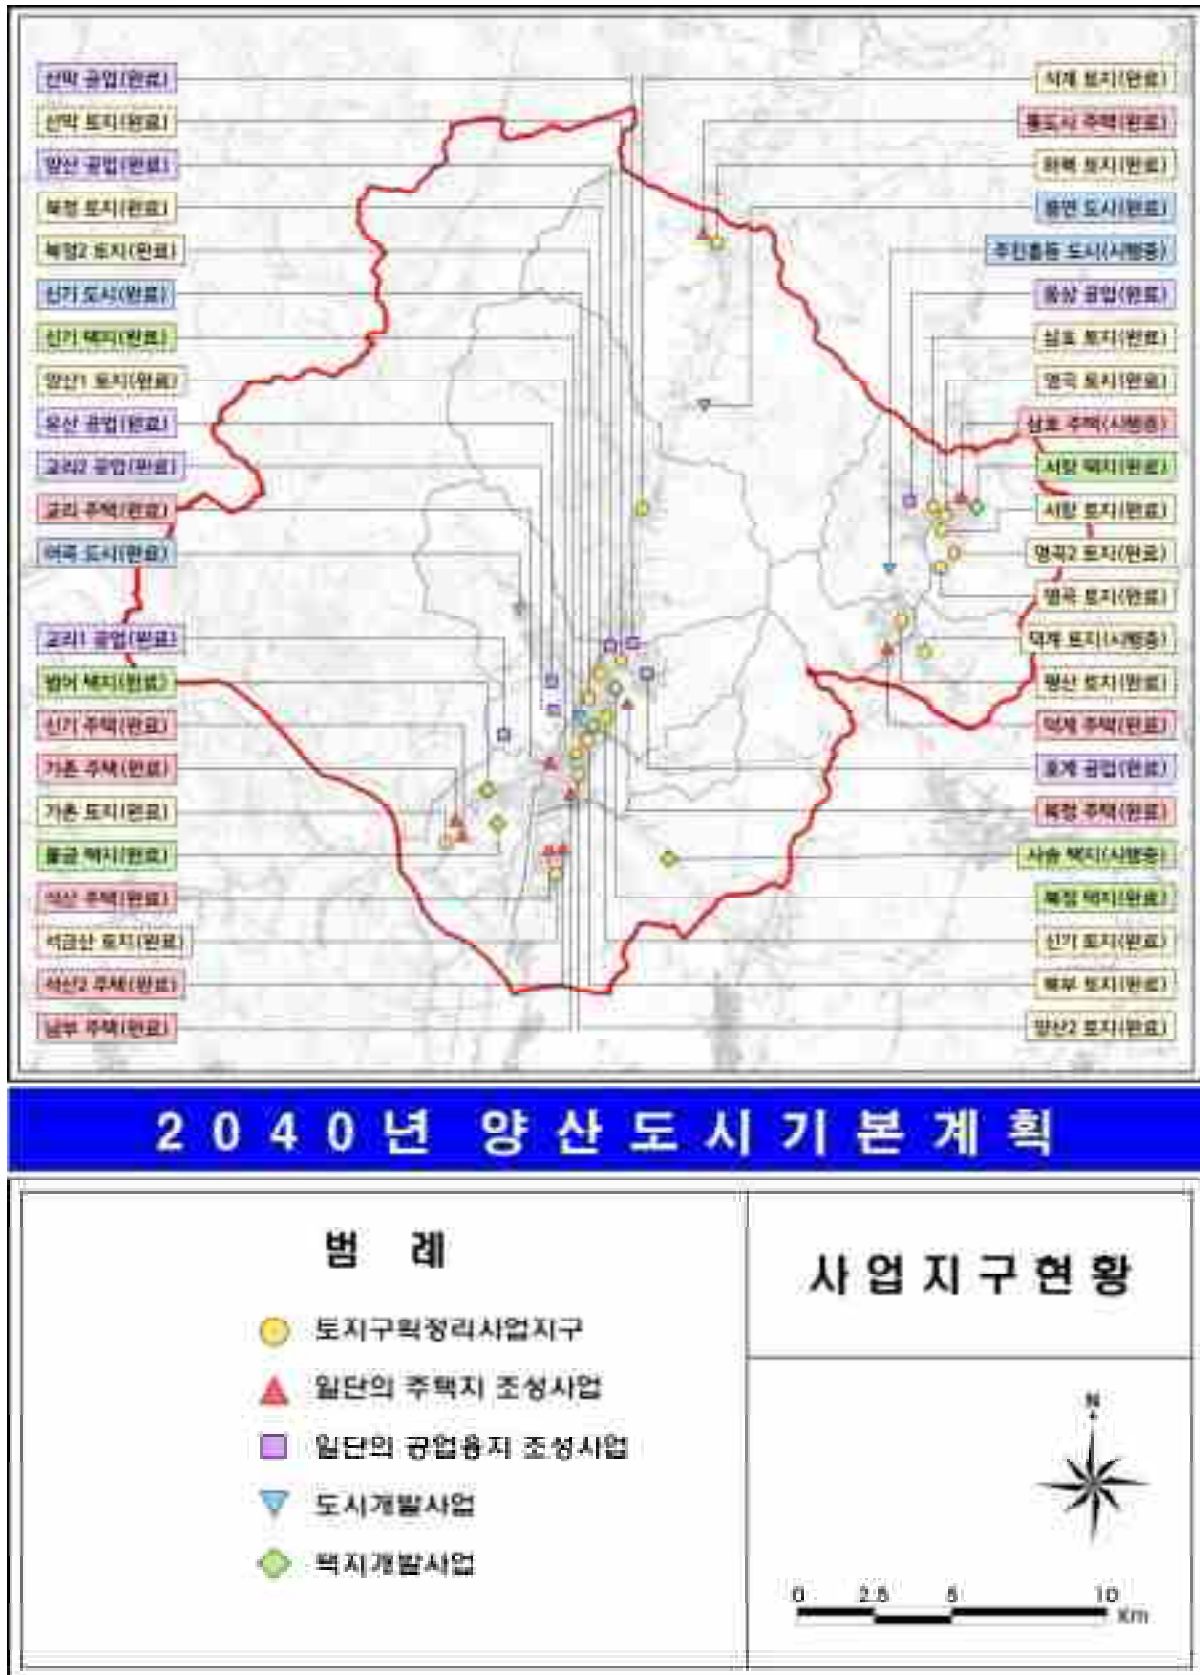 산막 공업(완료)
산막 토지(완료)
양산 공업(완료)
북정 토지(완료)
북정2 토지(완료)
신기 도시(완료)
신기 택지(완료)
양산1 토지(완료)
유산 공업(완료)
교리2 공업(완료)
교리 주택(완료)
어곡 도시(완료)
교리1 공업(완료)
범어 택지(완료)
신기 주택(완료)
가촌 주택(완료)
가촌 토지(완료)
물금 택지(완료)
석산 주택(완료)
석금산 토지(완료)
석산2 주택(완료)
남부 주택(완료)
석계 토지(완료)
통도사 주택(완료)
하북 토지(완료)
용연 도시(완료)
주진흥등 도시(시행중)
웅상 공업(완료)
삼호 토지(완료)
명곡 토지(완료)
삼호 주택(시행중)
서창 택지(완료)
서창 토지(완료)
명곡2 토지(완료)
명곡 토지(완료)
덕계 토지(시행중)
평산 토지(완료)
덕계 주택(완료)
호계 공업(완료)
북정 주택(완료)
사송 택지(시행중)
북정 택지(완료)
신기 토지(완료)
북부 토지(완료)
양산2 토지(완료)
2040년 양산도시기본계획
범 례
토지구획정리사업지구
일단의 주택지 조성사업
일단의 공업용지 조성사업
도시개발사업
택지개발사업
사업지구현황
N
0 2.5 5 10
Km